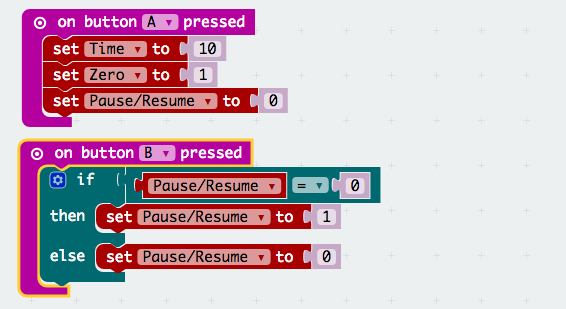 on button A ▾ pressed
set Time ▾ to 10
set Zero ▾ to 1
set Pause/Resume ▾ to 0
on button B ▾ pressed
if Pause/Resume ▾ = ▾ 0
then set Pause/Resume ▾ to 1
else set Pause/Resume ▾ to 0